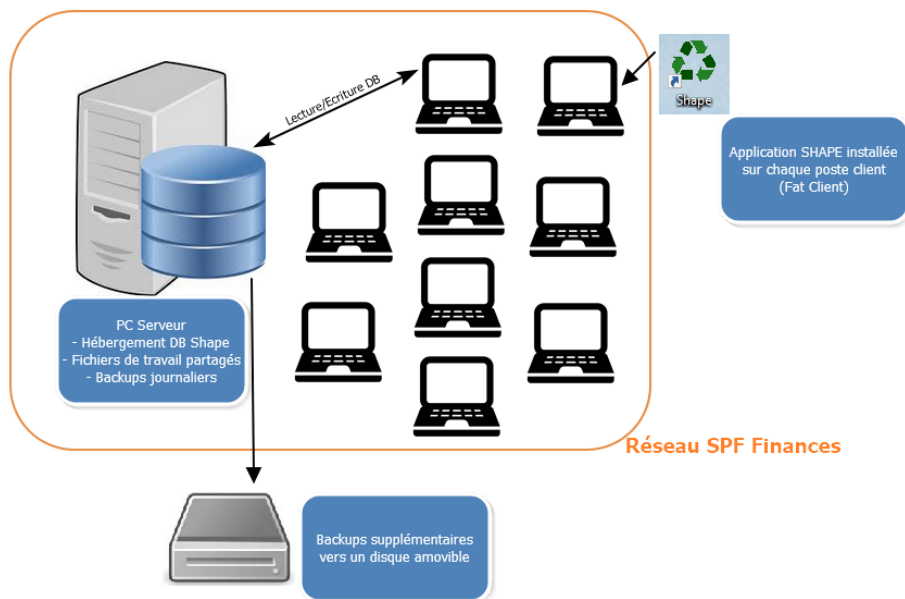 Lecture/Ecriture DB
Shape
Application SHAPE installée
sur chaque poste client
(Fat Client)
PC Serveur
- Hébergement DB Shape
- Fichiers de travail partagés
- Backups journaliers
Réseau SPF Finances
Backups supplémentaires
vers un disque amovible